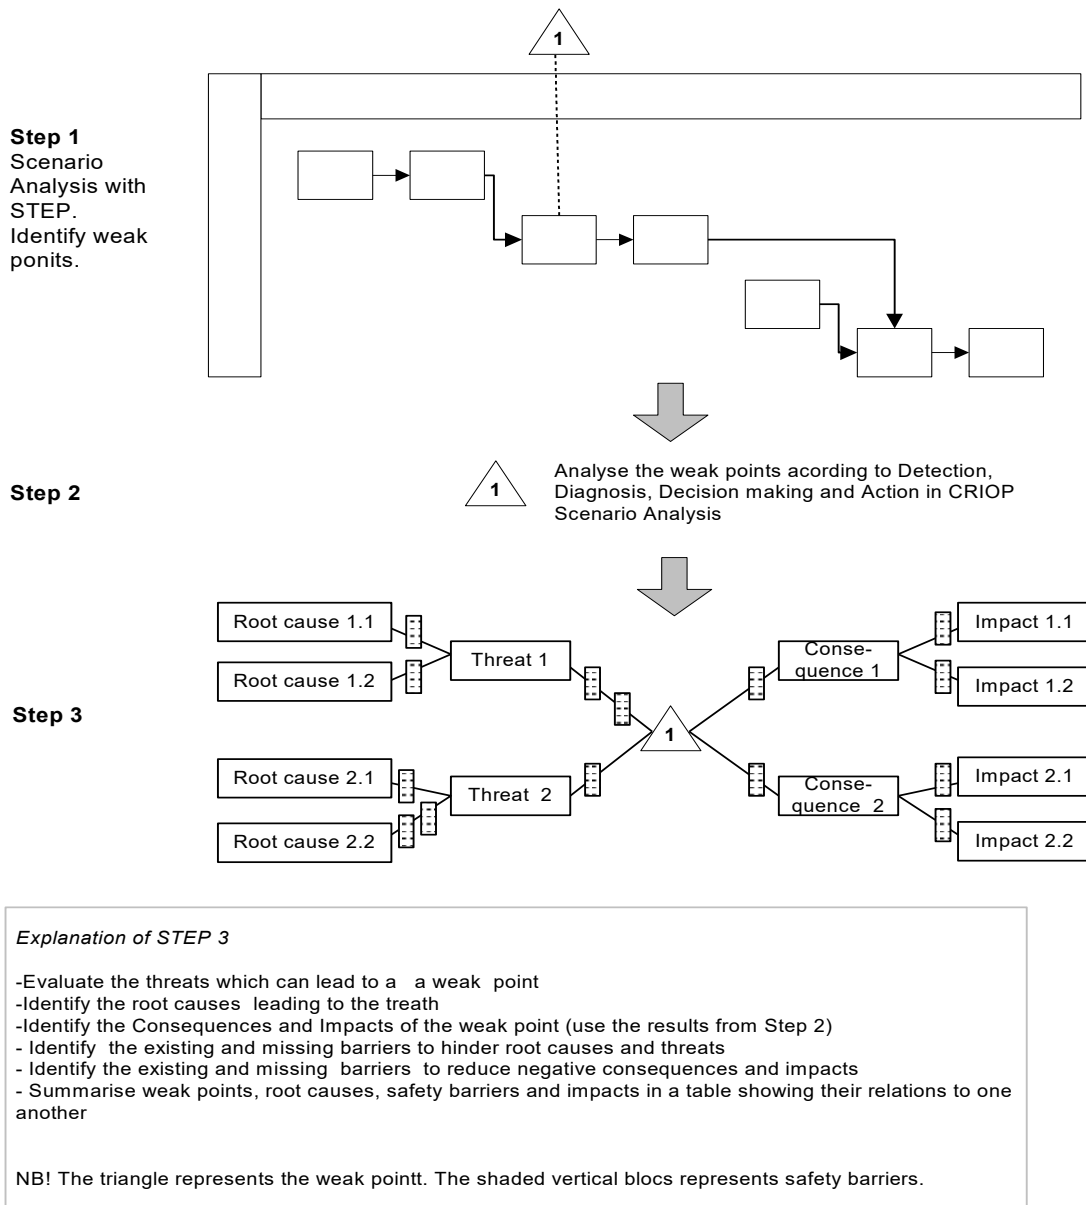 1
Step 1
Scenario
Analysis with
STEP.
Identify weak
ponits.
Step 2
1
Analyse the weak points acording to Detection,
Diagnosis, Decision making and Action in CRIOP
Scenario Analysis
Step 3
Root cause 1.1
Root cause 1.2
Threat 1
Root cause 2.1
Root cause 2.2
Threat 2
1
Conse-
quence 1
Impact 1.1
Impact 1.2
Conse-
quence 2
Impact 2.1
Impact 2.2
Explanation of STEP 3
-Evaluate the threats which can lead to a a weak point
-Identify the root causes leading to the treath
-Identify the Consequences and Impacts of the weak point (use the results from Step 2)
- Identify the existing and missing barriers to hinder root causes and threats
- Identify the existing and missing barriers to reduce negative consequences and impacts
- Summarise weak points, root causes, safety barriers and impacts in a table showing their relations to one
another
NB! The triangle represents the weak pointt. The shaded vertical blocs represents safety barriers.